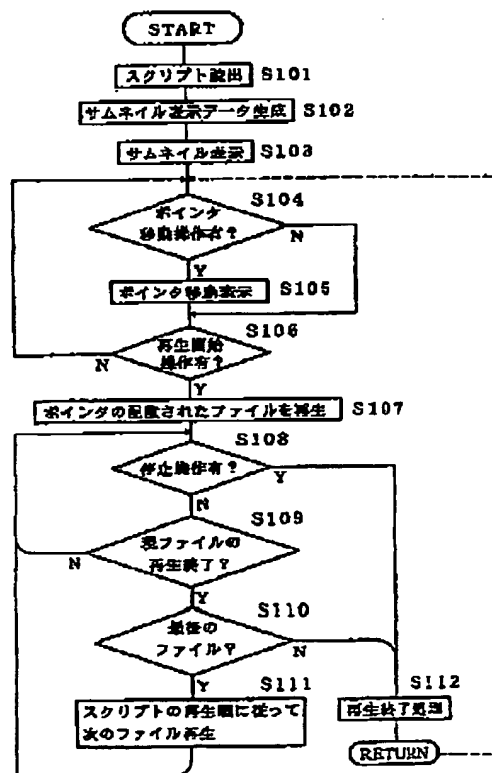 START
スクリプト読出 S101
サムネイル表示データ生成 S102
サムネイル表示 S103
S104
ポインタ
移動操作有?
N
Y
ポインタ移動表示 S105
S106
再生開始
操作有?
N
Y
ポインタの配置されたファイルを再生 S107
S108
停止操作有?
Y
N
S109
現ファイルの
再生終了?
N
Y
S110
最後の
ファイル?
N
Y
S111
スクリプトの再生順に従って
次のファイル再生
S112
再生終了処理
RETURN